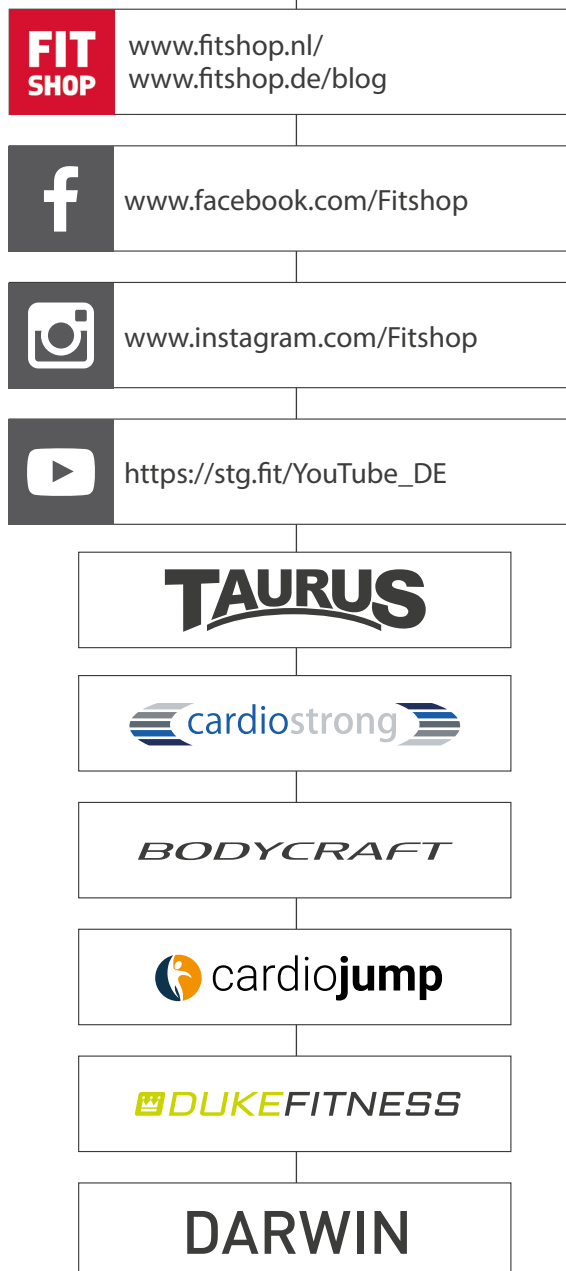 FIT
SHOP
www.fitshop.nl/
www.fitshop.de/blog
f
www.facebook.com/Fitshop
www.instagram.com/Fitshop
https://stg.fit/YouTube_DE
TAURUS
cardiostrong
BODYCRAFT
cardiojump
DUKEFITNESS
DARWIN